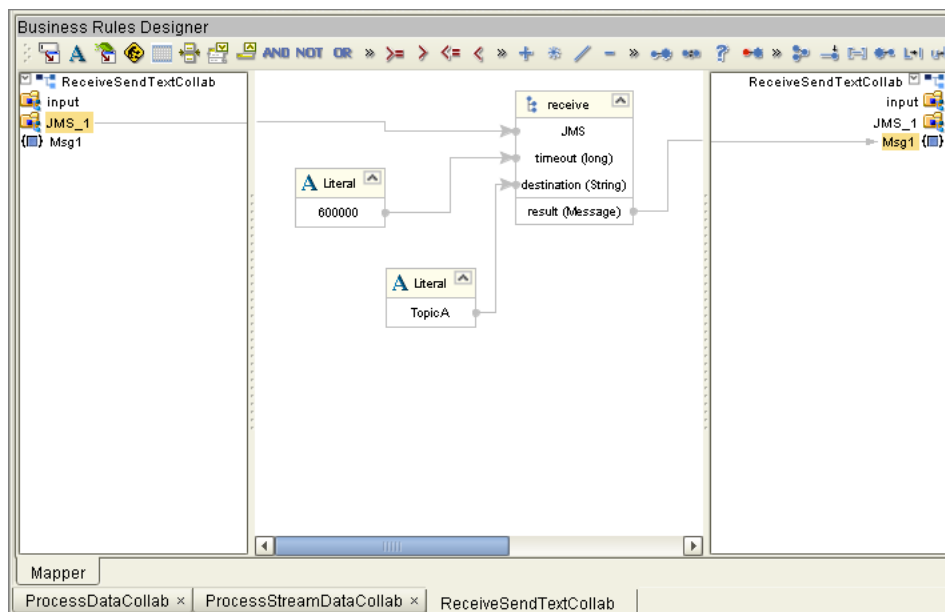 Business Rules Designer
A AND NOT OR » >= > <= < » + * / - » ? »
ReceiveSendTextCollab
input
JMS_1
{} Msg1
receive
JMS
timeout (long)
destination (String)
result (Message)
A Literal
600000
A Literal
TopicA
ReceiveSendTextCollab
input
JMS_1
Msg1 {}
Mapper
ProcessDataCollab × ProcessStreamDataCollab × ReceiveSendTextCollab